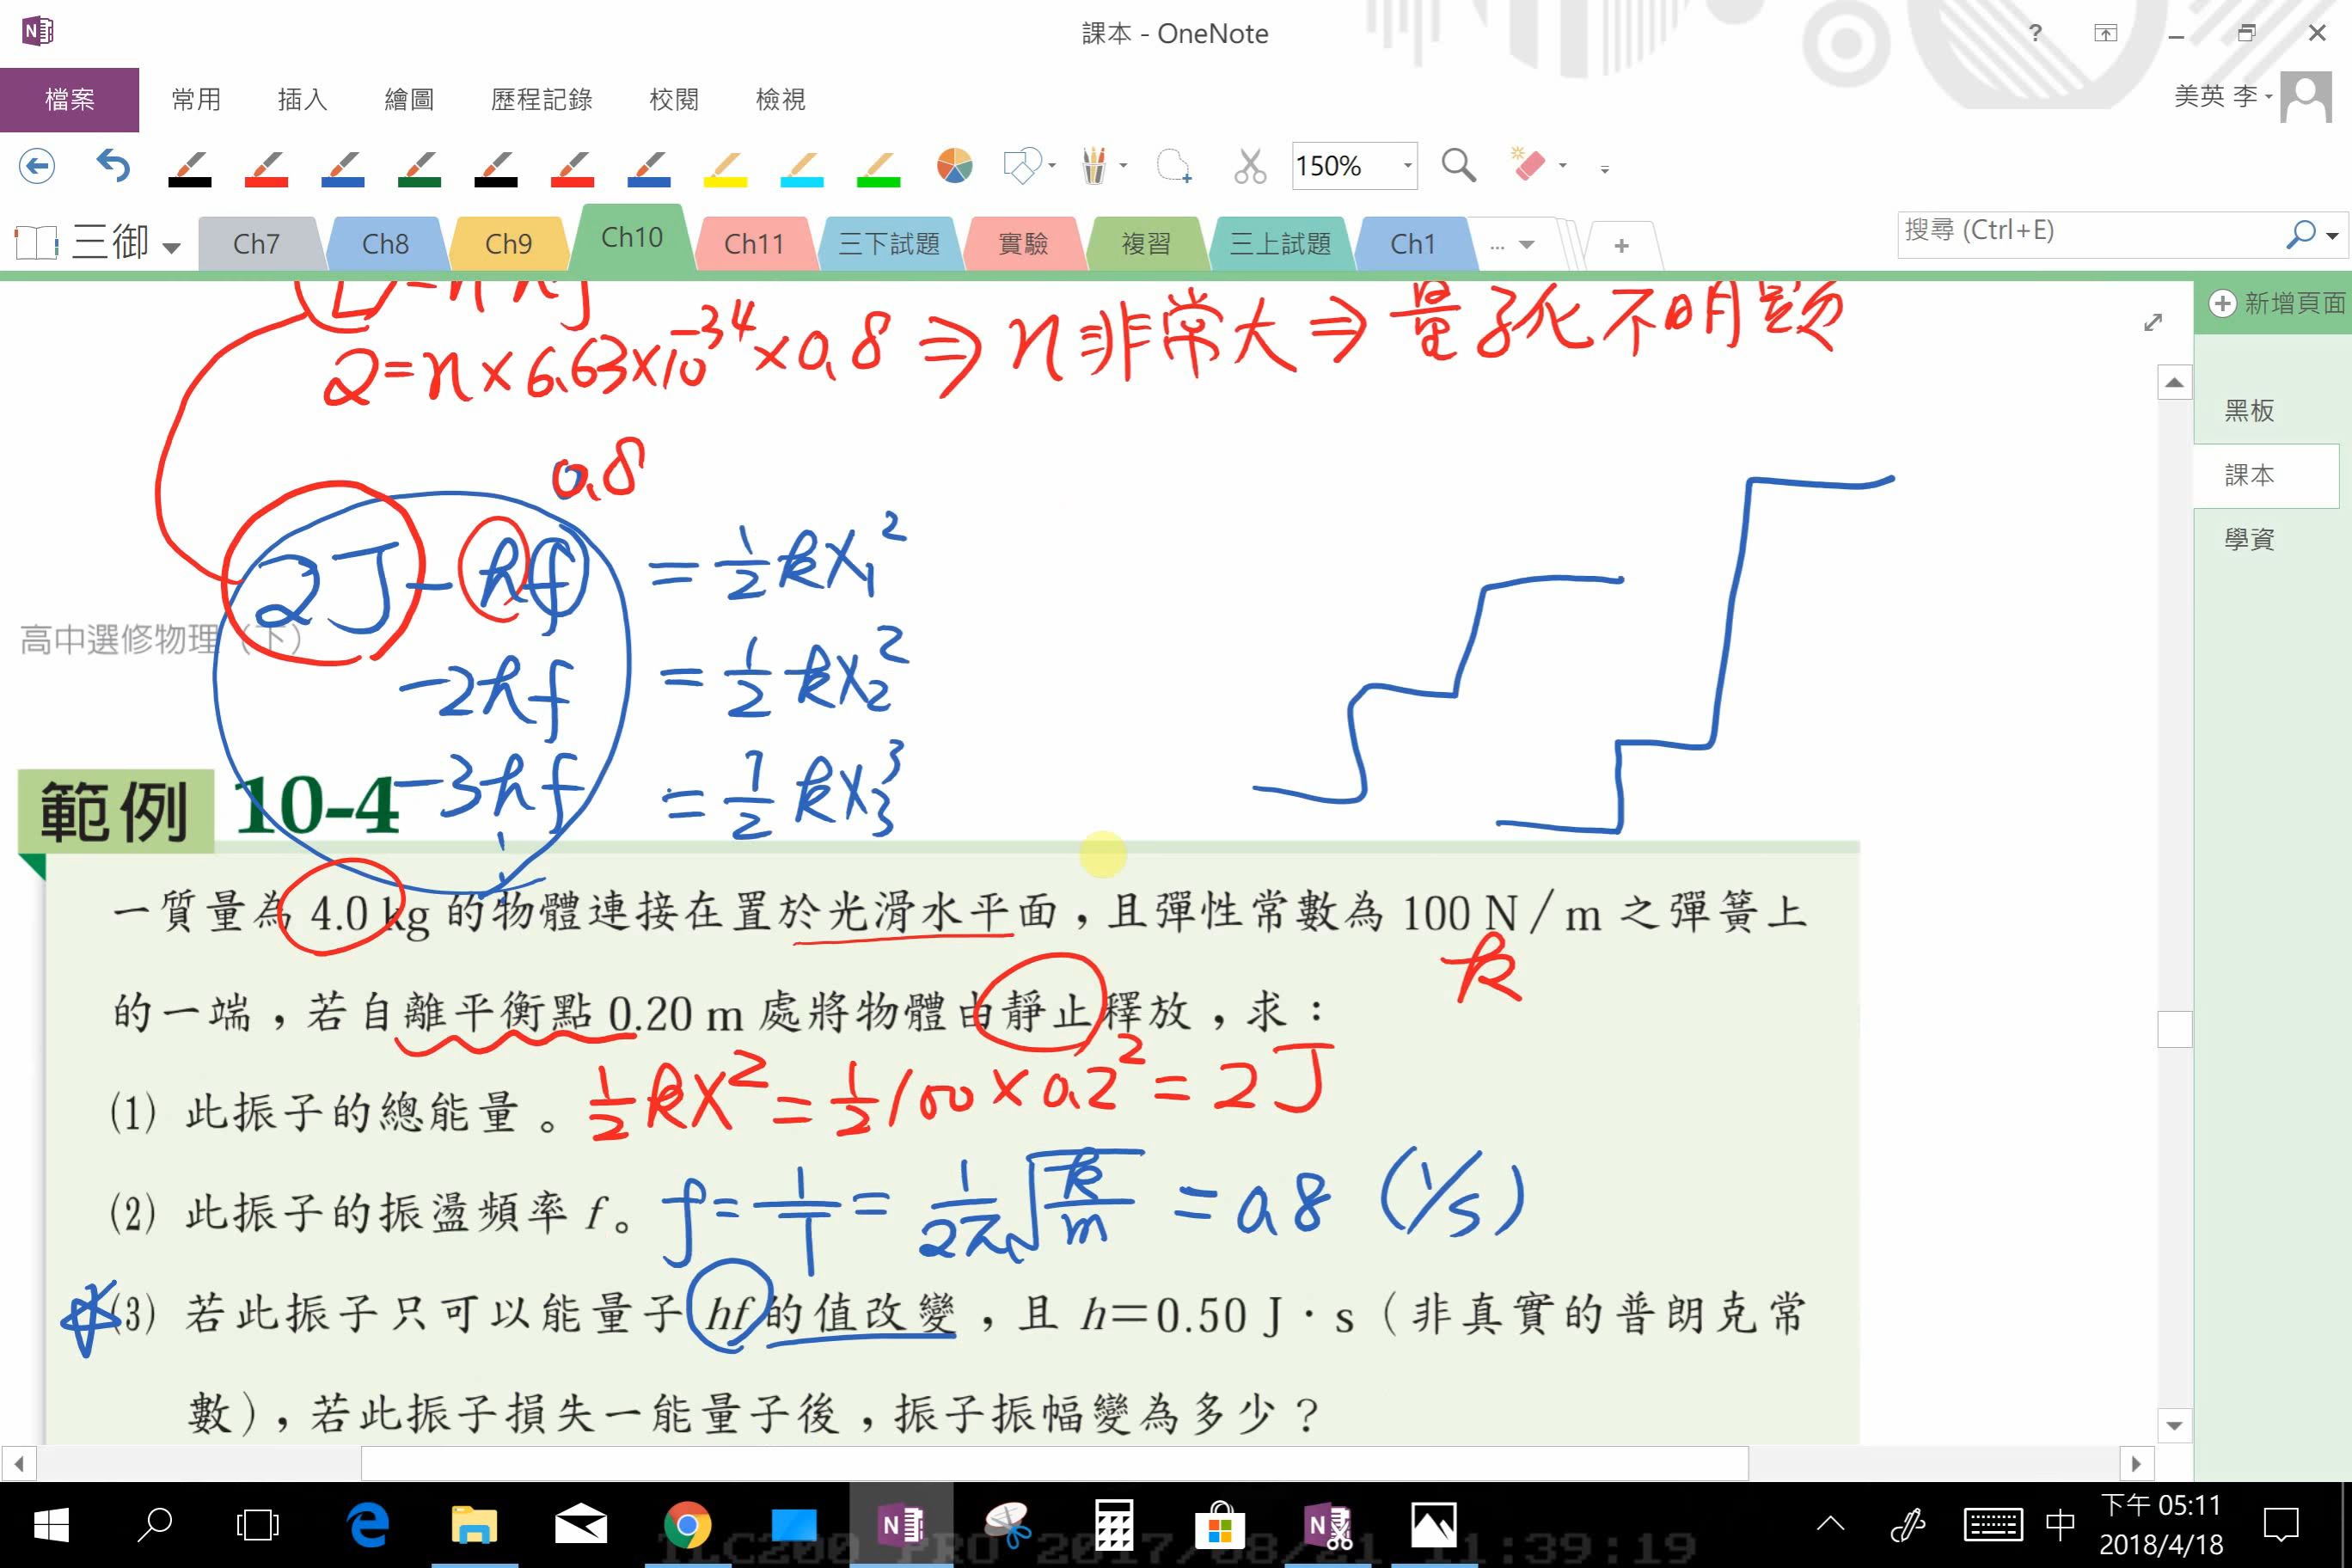 課本 - OneNote
?
檔案 常用 插入 繪圖 歷程記錄 校閱 檢視
美英 李
150%
三御 Ch7 Ch8 Ch9 Ch10 Ch11 三下試題 實驗 複習 三上試題 Ch1 ... +
搜尋 (Ctrl+E)
新增頁面
黑板
課本
學資
2=n×6.63×10^-34×0.8⇒n非常大⇒量子化不明顯
0.8
2J-hf =½kx₁²
高中選修物理（下）
-2hf =½kx₂²
-3hf =½kx₃³
範例 10-4
一質量為 4.0 kg 的物體連接在置於光滑水平面，且彈性常數為 100 N／m 之彈簧上
k
的一端，若自離平衡點 0.20 m 處將物體由靜止釋放，求：
(1) 此振子的總能量。 ½kx²=½100×0.2²=2J
(2) 此振子的振盪頻率 f。 f=1/T=1/2π√k/m=0.8 (1/s)
☆(3) 若此振子只可以能量子 hf 的值改變，且 h＝0.50 J．s（非真實的普朗克常
數），若此振子損失一能量子後，振子振幅變為多少？
中
下午 05:11
2018/4/18
ILC200 PRO 2017/08/21 11:39:19